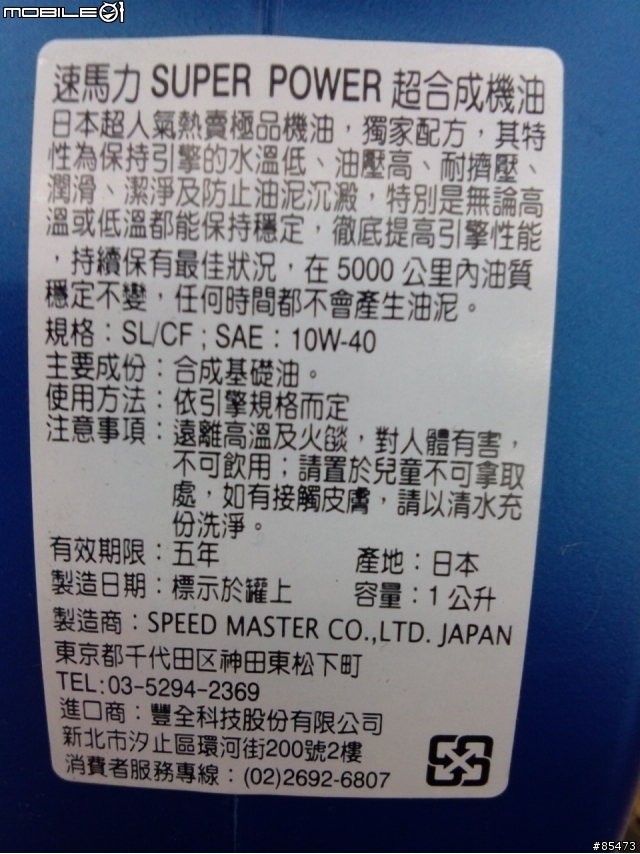 MOBILE01
速馬力 SUPER POWER 超合成機油
日本超人氣熱賣極品機油，獨家配方，其特
性為保持引擎的水溫低、油壓高、耐擠壓、
潤滑、潔淨及防止油泥沉澱，特別是無論高
溫或低溫都能保持穩定，徹底提高引擎性能
，持續保有最佳狀況，在 5000 公里內油質
穩定不變，任何時間都不會產生油泥。
規格：SL/CF；SAE：10W-40
主要成份：合成基礎油。
使用方法：依引擎規格而定
注意事項：遠離高溫及火燄，對人體有害，
不可飲用；請置於兒童不可拿取
處，如有接觸皮膚，請以清水充
份洗淨。
有效期限：五年 產地：日本
製造日期：標示於罐上 容量：1 公升
製造商：SPEED MASTER CO.,LTD. JAPAN
東京都千代田区神田東松下町
TEL:03-5294-2369
進口商：豐全科技股份有限公司
新北市汐止區環河街200號2樓
消費者服務專線：(02)2692-6807
#85473